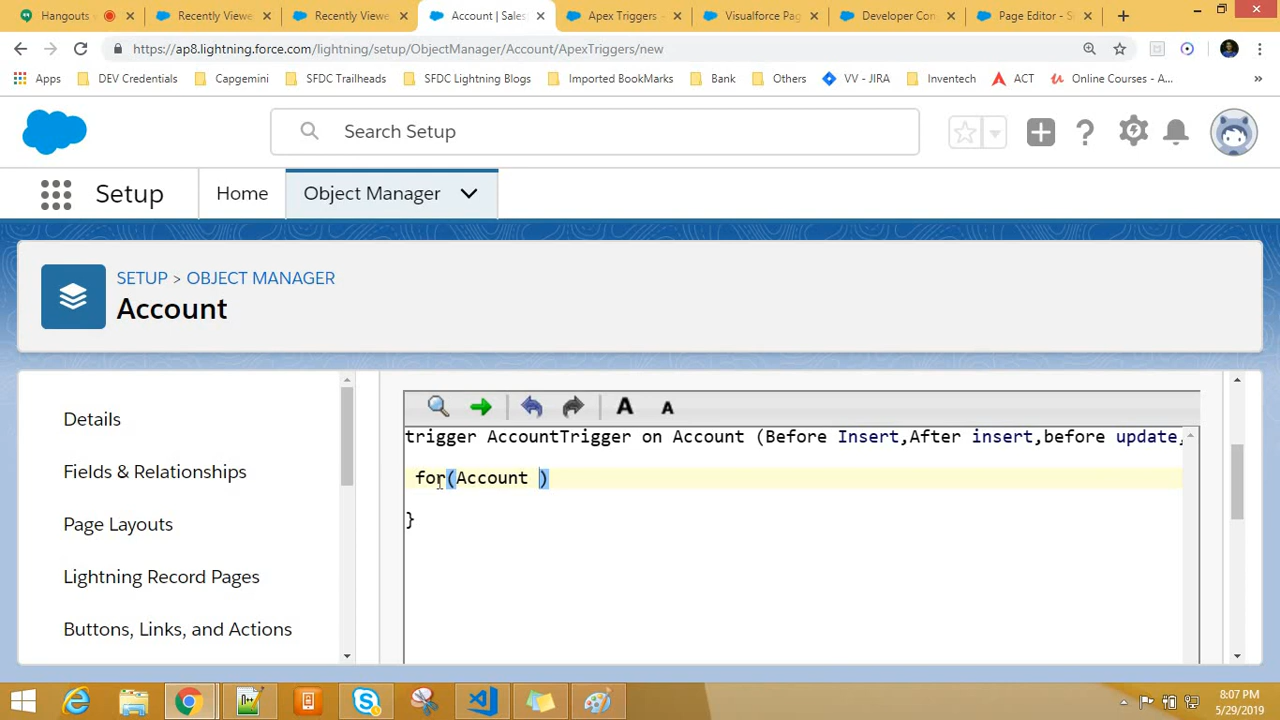 Hangouts
Recently Viewe
Recently Viewe
Account | Sales
Apex Triggers -
Visualforce Pag
Developer Con
Page Editor - S
https://ap8.lightning.force.com/lightning/setup/ObjectManager/Account/ApexTriggers/new
Apps
DEV Credentials
Capgemini
SFDC Trailheads
SFDC Lightning Blogs
Imported BookMarks
Bank
Others
VV - JIRA
Inventech
ACT
Online Courses - A...
»
Search Setup
Setup
Home
Object Manager
SETUP > OBJECT MANAGER
Account
Details
Fields & Relationships
Page Layouts
Lightning Record Pages
Buttons, Links, and Actions
A
A
trigger AccountTrigger on Account (Before Insert,After insert,before update,
for(Account )
}
8:07 PM
5/29/2019